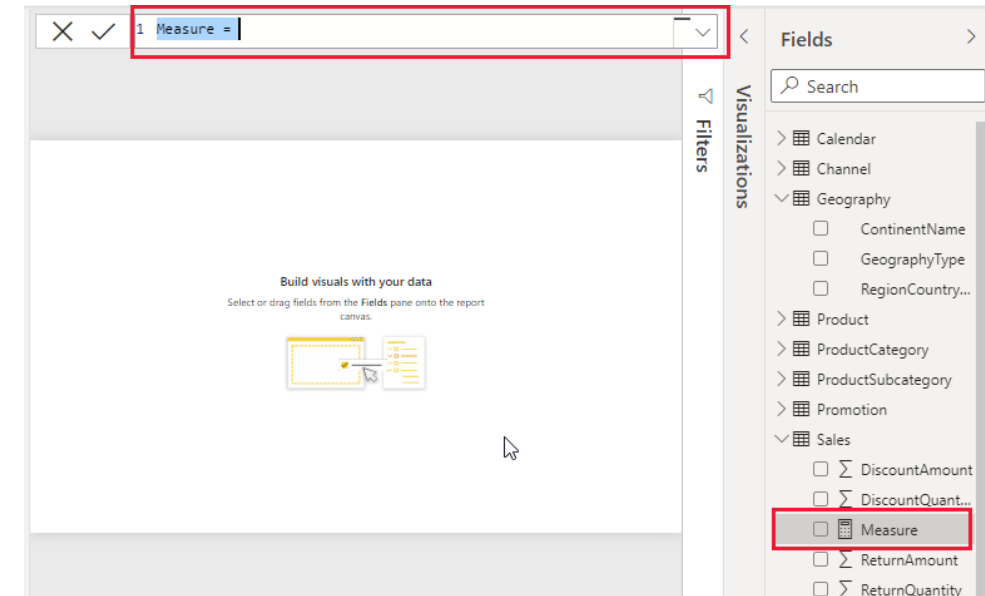 1 Measure =
Build visuals with your data
Select or drag fields from the Fields pane onto the report
canvas.
Filters
Visualizations
Fields
Search
Calendar
Channel
Geography
ContinentName
GeographyType
RegionCountry...
Product
ProductCategory
ProductSubcategory
Promotion
Sales
∑ DiscountAmount
∑ DiscountQuant...
Measure
∑ ReturnAmount
∑ ReturnQuantity